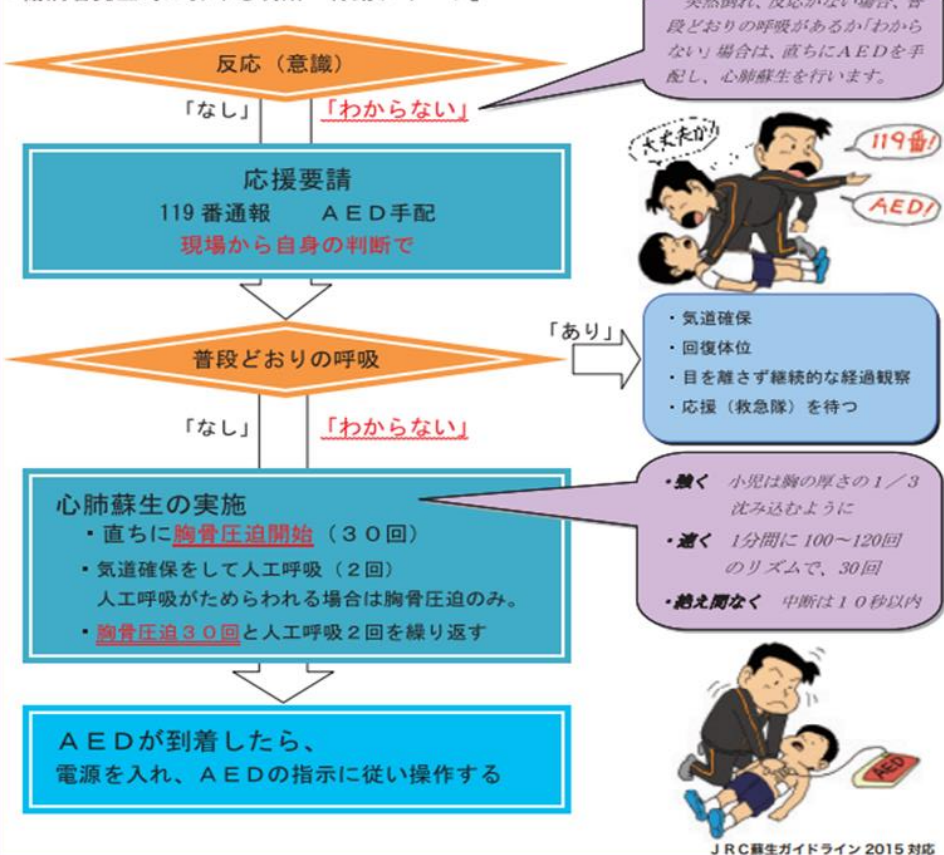 突然倒れ、反応がない場合、普
段どおりの呼吸があるか「わから
ない」場合は、直ちにＡＥＤを手
配し、心肺蘇生を行います。
反応（意識）
「なし」 「わからない」
応援要請
119 番通報　　ＡＥＤ手配
現場から自身の判断で
大丈夫か!!
119番!
AED!
普段どおりの呼吸
「あり」
・気道確保
・回復体位
・目を離さず継続的な経過観察
・応援（救急隊）を待つ
「なし」 「わからない」
心肺蘇生の実施
・直ちに胸骨圧迫開始（３０回）
・気道確保をして人工呼吸（２回）
人工呼吸がためらわれる場合は胸骨圧迫のみ。
・胸骨圧迫３０回と人工呼吸２回を繰り返す
・強く　小児は胸の厚さの１／３
沈み込むように
・速く　1分間に 100～120回
のリズムで、30回
・絶え間なく　中断は１０秒以内
ＡＥＤが到着したら、
電源を入れ、ＡＥＤの指示に従い操作する
AED
ＪＲＣ蘇生ガイドライン 2015 対応